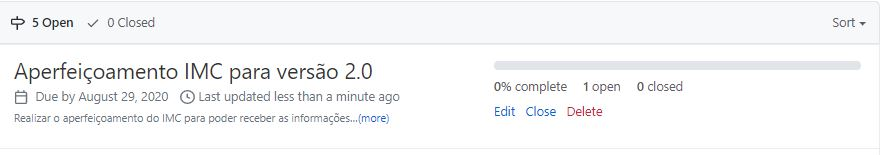 5 Open 0 Closed Sort
Aperfeiçoamento IMC para versão 2.0
Due by August 29, 2020 Last updated less than a minute ago
Realizar o aperfeiçoamento do IMC para poder receber as informações...(more)
0% complete 1 open 0 closed
Edit Close Delete